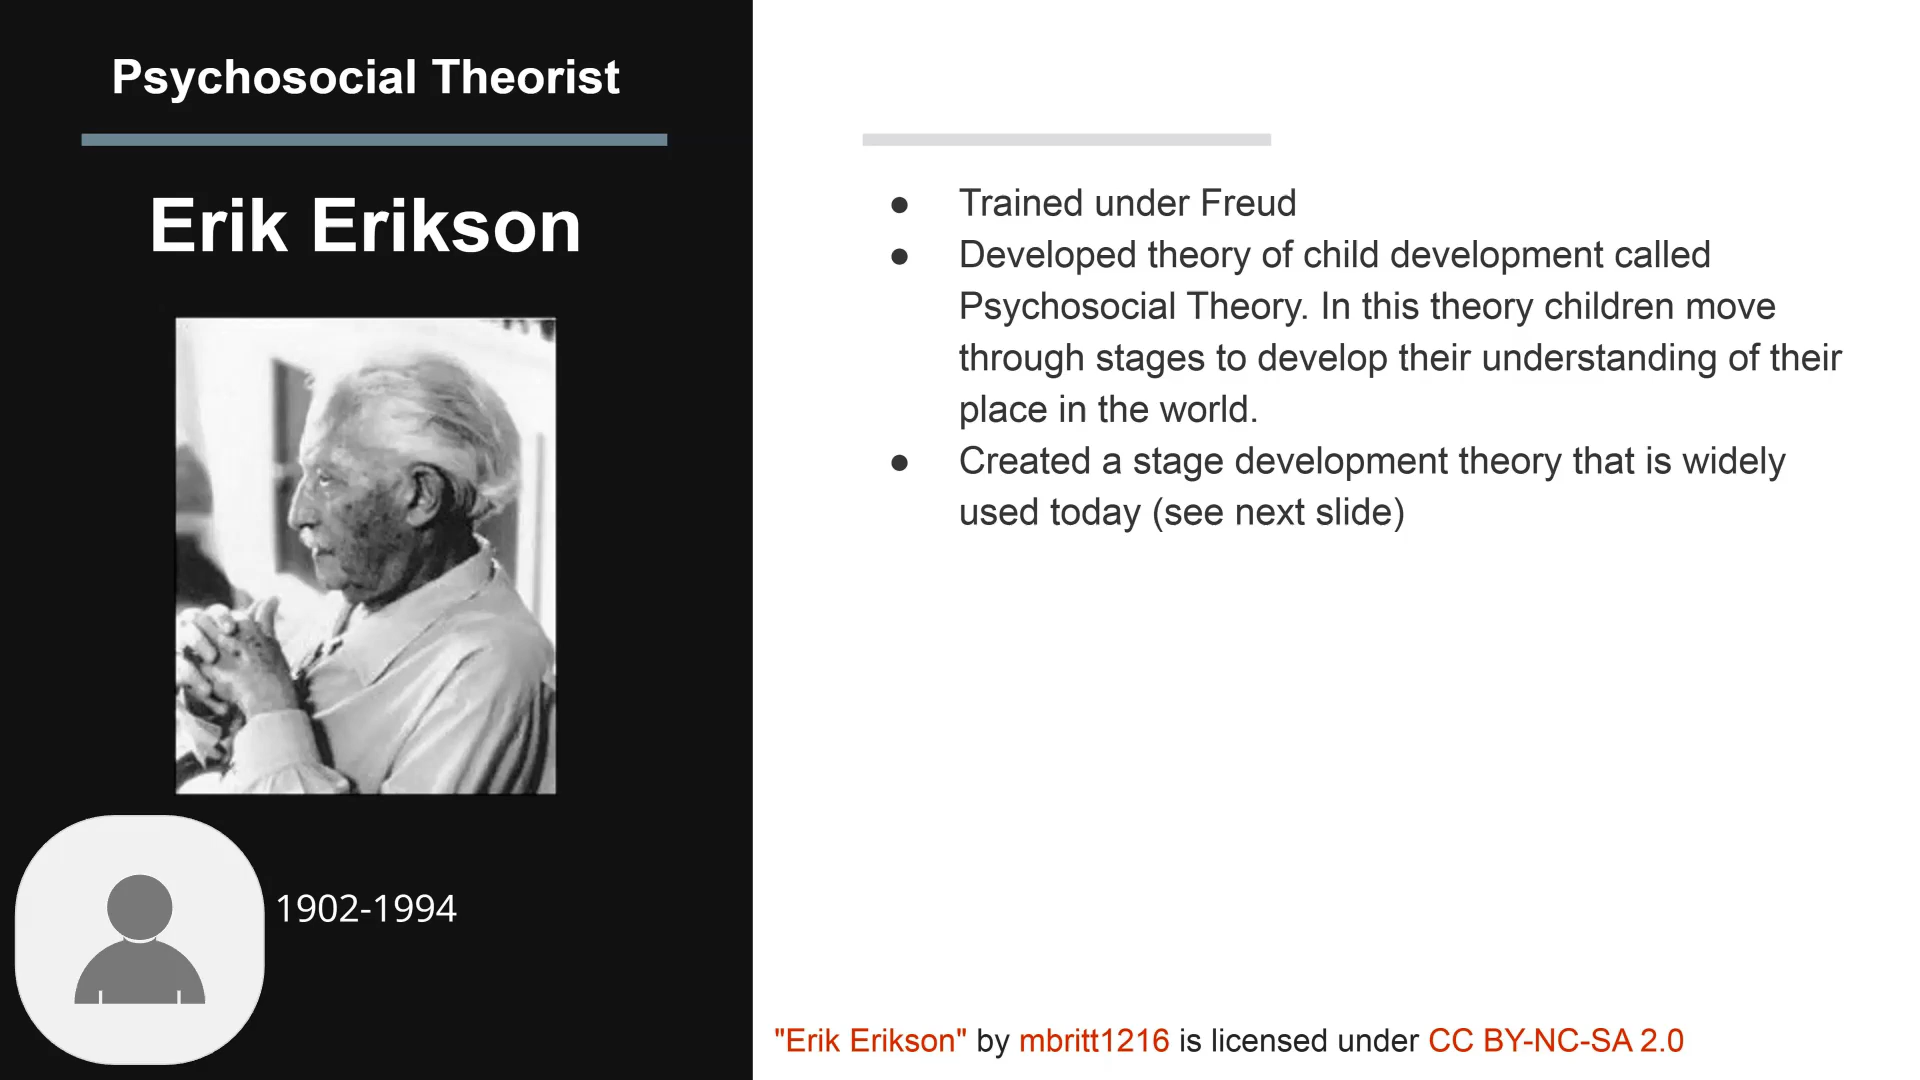 Psychosocial Theorist
Erik Erikson
1902-1994
● Trained under Freud
● Developed theory of child development called
Psychosocial Theory. In this theory children move
through stages to develop their understanding of their
place in the world.
● Created a stage development theory that is widely
used today (see next slide)
"Erik Erikson" by mbritt1216 is licensed under CC BY-NC-SA 2.0